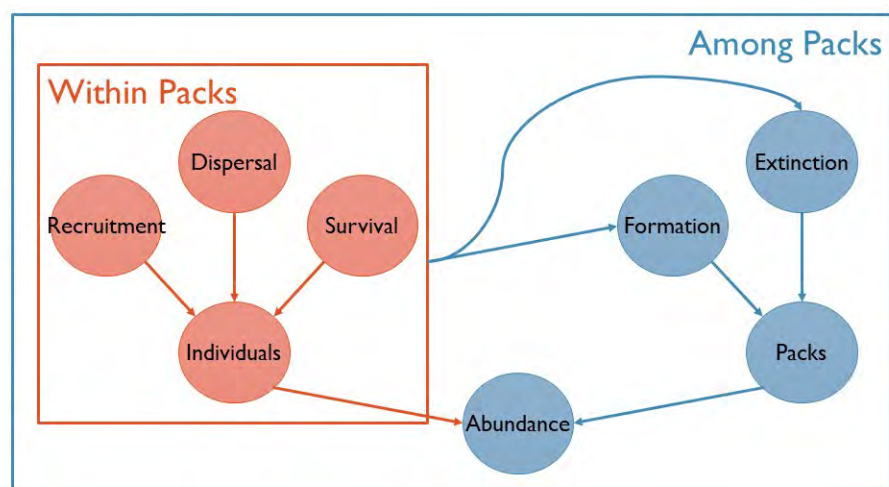 Among Packs
Within Packs
Dispersal
Extinction
Recruitment
Survival
Formation
Individuals
Packs
Abundance